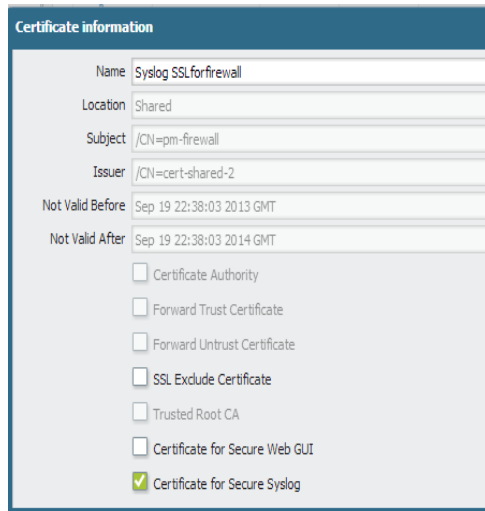 Certificate information
Name Syslog SSLforfirewall
Location Shared
Subject /CN=pm-firewall
Issuer /CN=cert-shared-2
Not Valid Before Sep 19 22:38:03 2013 GMT
Not Valid After Sep 19 22:38:03 2014 GMT
Certificate Authority
Forward Trust Certificate
Forward Untrust Certificate
SSL Exclude Certificate
Trusted Root CA
Certificate for Secure Web GUI
Certificate for Secure Syslog